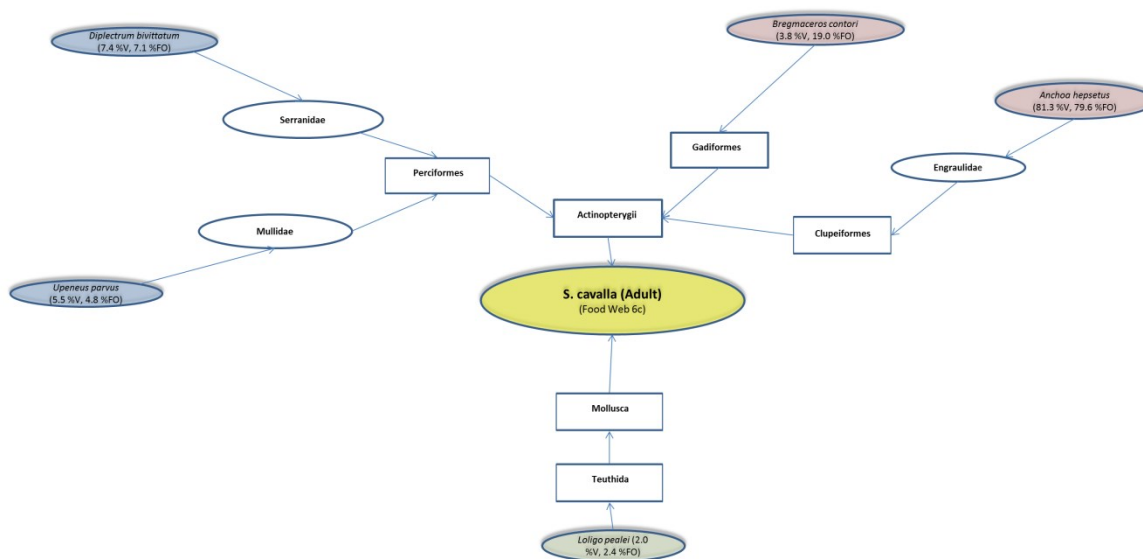 Diplectrum bivittatum
(7.4 %V, 7.1 %FO)
Bregmaceros contori
(3.8 %V, 19.0 %FO)
Anchoa hepsetus
(81.3 %V, 79.6 %FO)
Serranidae
Gadiformes
Perciformes
Engraulidae
Actinopterygii
Mullidae
Clupeiformes
Upeneus parvus
(5.5 %V, 4.8 %FO)
S. cavalla (Adult)
(Food Web 6c)
Mollusca
Teuthida
Loligo pealei (2.0
%V, 2.4 %FO)